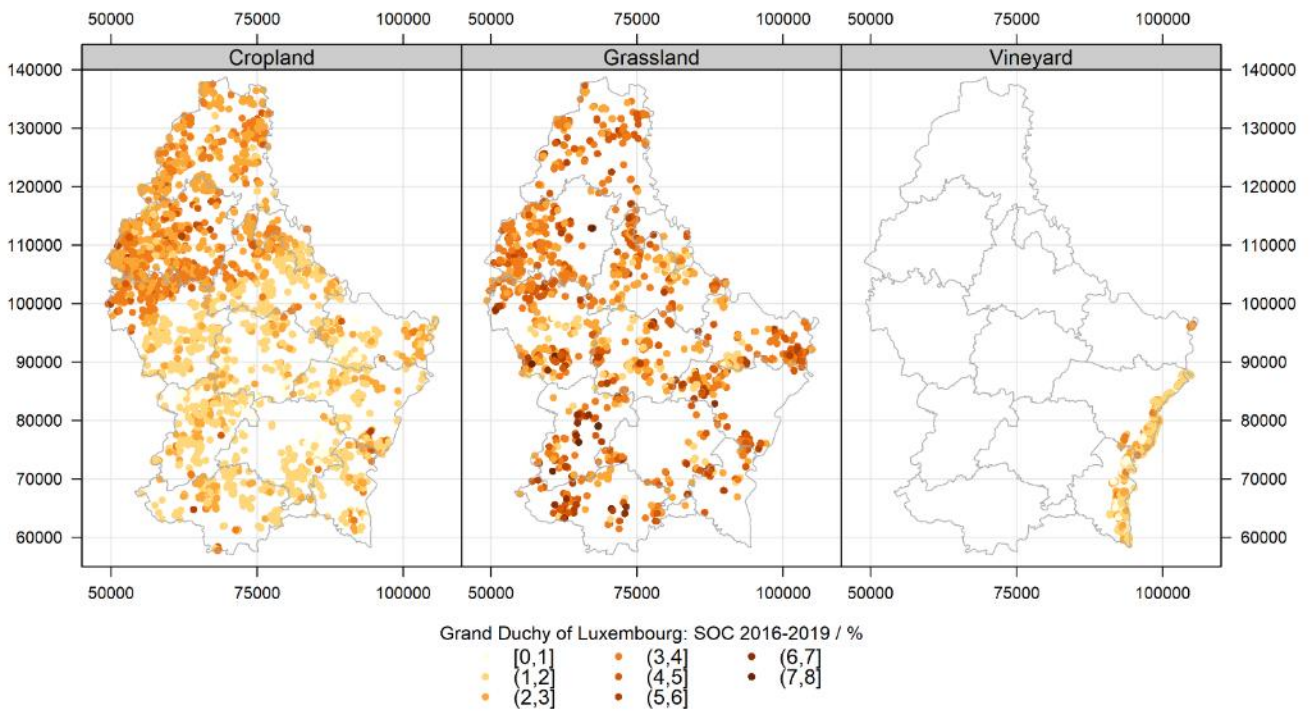 50000 75000 100000 50000 75000 100000 50000 75000 100000
Cropland Grassland Vineyard
140000 140000
130000 130000
120000 120000
110000 110000
100000 100000
90000 90000
80000 80000
70000 70000
60000 60000
50000 75000 100000 50000 75000 100000 50000 75000 100000
Grand Duchy of Luxembourg: SOC 2016-2019 / %
[0,1] (3,4] (6,7]
(1,2] (4,5] (7,8]
(2,3] (5,6]